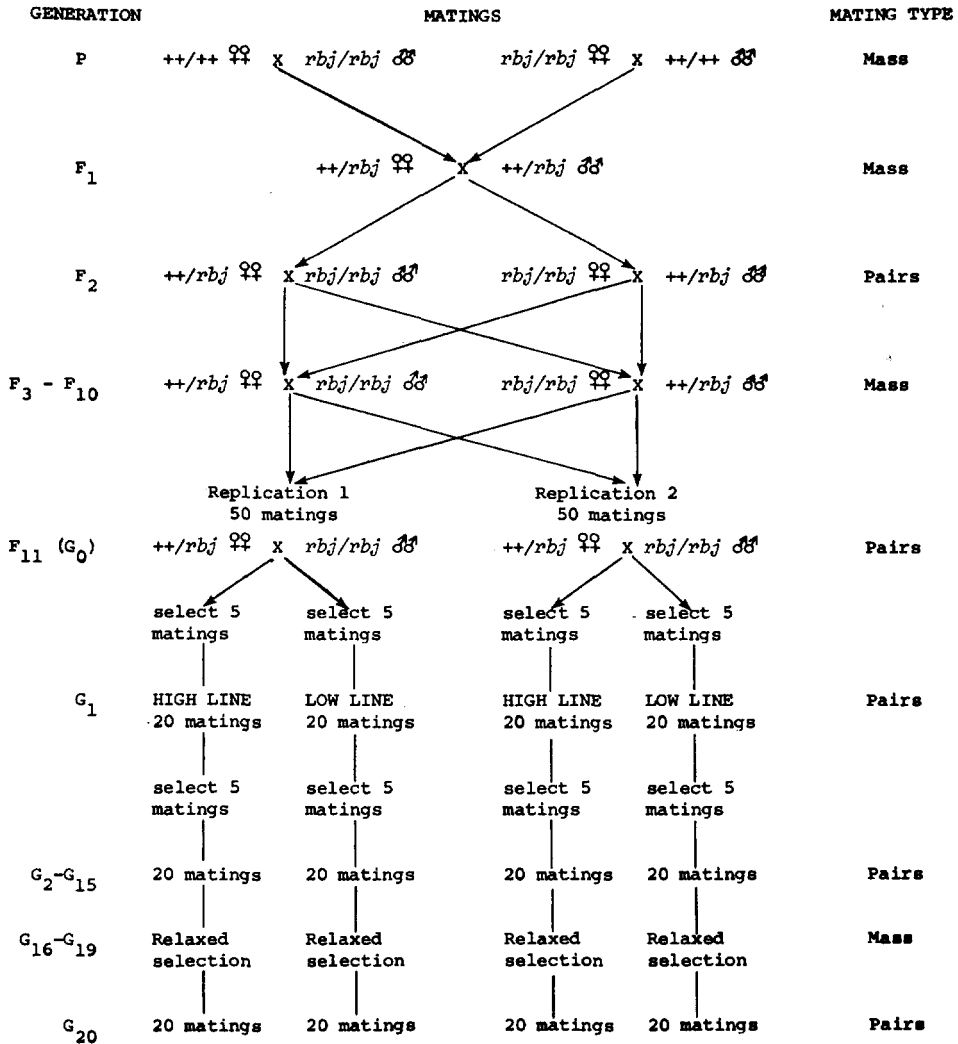 GENERATION MATINGS MATING TYPE
P ++/++ ♀♀ X rbj/rbj ♂♂ rbj/rbj ♀♀ X ++/++ ♂♂ Mass
F1 ++/rbj ♀♀ X ++/rbj ♂♂ Mass
F2 ++/rbj ♀♀ X rbj/rbj ♂♂ rbj/rbj ♀♀ X ++/rbj ♂♂ Pairs
F3 - F10 ++/rbj ♀♀ X rbj/rbj ♂♂ rbj/rbj ♀♀ X ++/rbj ♂♂ Mass
Replication 1 Replication 2
50 matings 50 matings
F11 (G0) ++/rbj ♀♀ X rbj/rbj ♂♂ ++/rbj ♀♀ X rbj/rbj ♂♂ Pairs
select 5 select 5 select 5 select 5
matings matings matings matings
G1 HIGH LINE LOW LINE HIGH LINE LOW LINE Pairs
20 matings 20 matings 20 matings 20 matings
select 5 select 5 select 5 select 5
matings matings matings matings
G2-G15 20 matings 20 matings 20 matings 20 matings Pairs
G16-G19 Relaxed Relaxed Relaxed Relaxed Mass
selection selection selection selection
G20 20 matings 20 matings 20 matings 20 matings Pairs